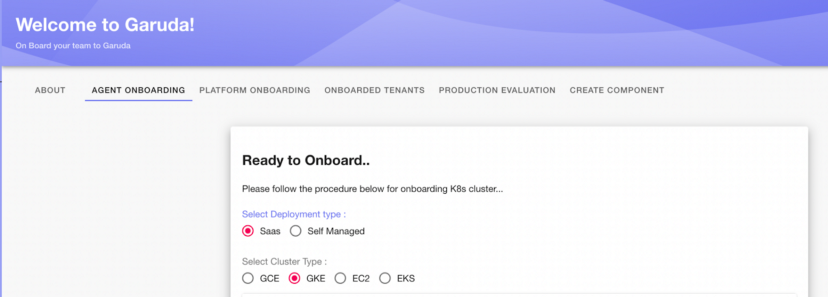 Welcome to Garuda!
On Board your team to Garuda
ABOUT AGENT ONBOARDING PLATFORM ONBOARDING ONBOARDED TENANTS PRODUCTION EVALUATION CREATE COMPONENT
Ready to Onboard..
Please follow the procedure below for onboarding K8s cluster...
Select Deployment type :
Saas Self Managed
Select Cluster Type :
GCE GKE EC2 EKS